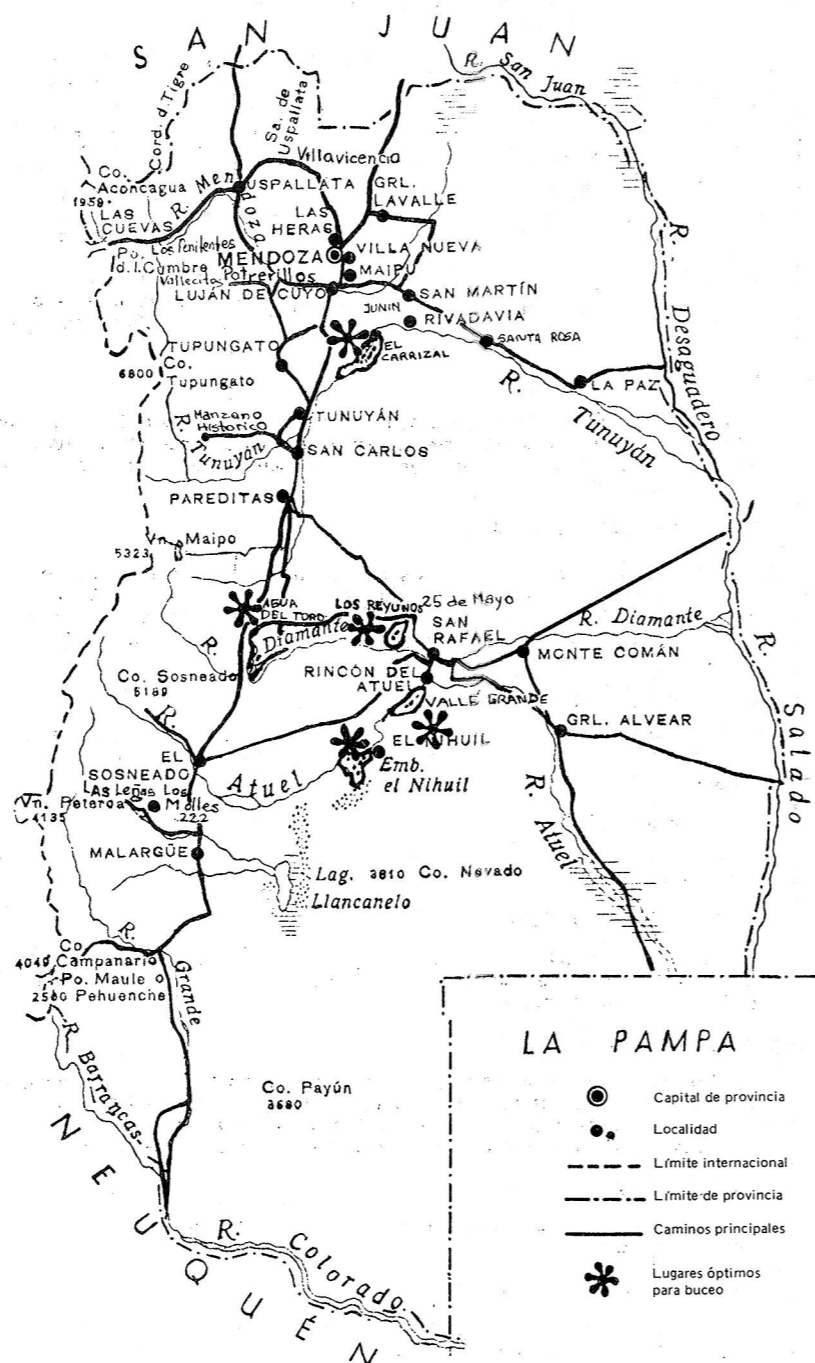 SAN JUAN
R. San Juan
Cord. d. Tigre
Sa. de
Uspallata
Villavicencio
Co.
Aconcagua
1959
R. Mendoza
USPALLATA
GRL.
LAVALLE
LAS
CUEVAS
LAS
HERAS
Po. Los Penitentes
d.l. Cumbre
MENDOZA
VILLA NUEVA
Vallecitos
Potrerillos
MAIPÚ
LUJÁN DE CUYO
SAN MARTÍN
JUNIN
RIVADAVIA
R. Desaguadero
TUPUNGATO
EL
CARRIZAL
SANTA ROSA
Co.
Tupungato
6800
LA PAZ
R. Tunuyán
Manzano
Historico
TUNUYÁN
R. Tunuyán
SAN CARLOS
PAREDITAS
Vn. Maipo
5323
AGUA
DEL TORO
LOS REYUNOS
25 de Mayo
SAN
RAFAEL
R. Diamante
R. Diamante
MONTE COMÁN
R. Salado
Co. Sosneado
5189
RINCÓN DEL
ATUEL
VALLE GRANDE
GRL. ALVEAR
R. Atuel
EL
SOSNEADO
EL NIHUIL
Emb.
el Nihuil
LAS Leñas Los
Molles
222
Vn. Peteroa
4135
R. Atuel
MALARGÜE
Lag.
Llancanelo
3810 Co. Nevado
R. Grande
Co.
Campanario
4049
Po. Maule o
2500 Pehuenche
R. Barrancas
Co. Payún
3680
NEUQUÉN
R. Colorado
LA PAMPA
Capital de provincia
Localidad
Límite internacional
Límite de provincia
Caminos principales
Lugares óptimos
para buceo